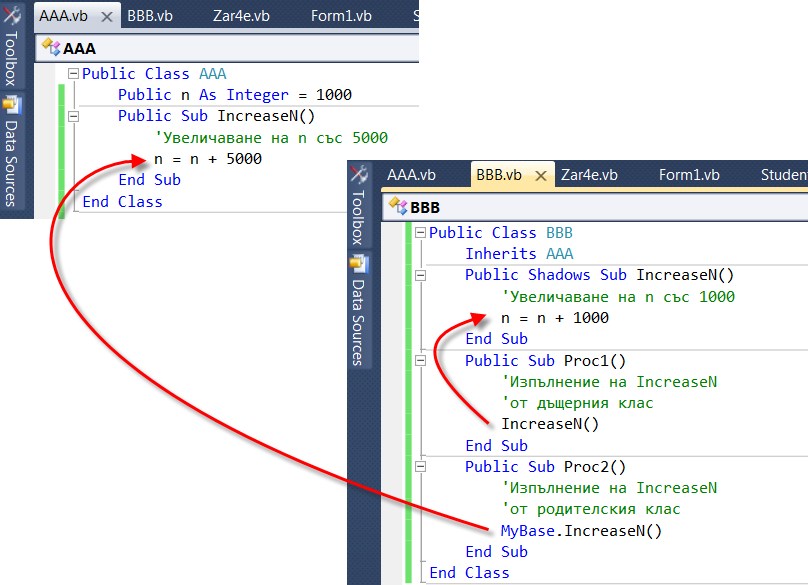 AAA.vb BBB.vb Zar4e.vb Form1.vb
Toolbox
Data Sources
AAA
Public Class AAA
Public n As Integer = 1000
Public Sub IncreaseN()
'Увеличаване на n със 5000
n = n + 5000
End Sub
End Class
AAA.vb BBB.vb Zar4e.vb Form1.vb Studen
Toolbox
Data Sources
BBB
Public Class BBB
Inherits AAA
Public Shadows Sub IncreaseN()
'Увеличаване на n със 1000
n = n + 1000
End Sub
Public Sub Proc1()
'Изпълнение на IncreaseN
'от дъщерния клас
IncreaseN()
End Sub
Public Sub Proc2()
'Изпълнение на IncreaseN
'от родителския клас
MyBase.IncreaseN()
End Sub
End Class